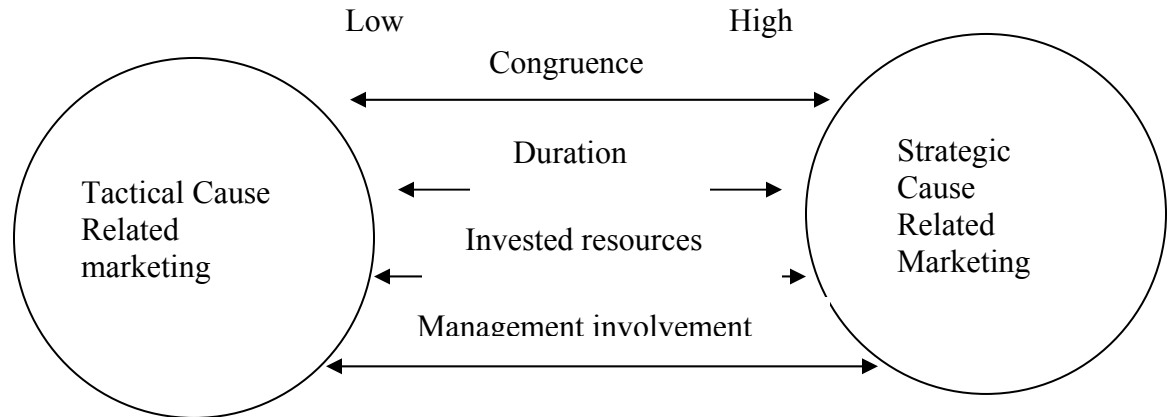 Low High
Congruence
Duration
Tactical Cause
Related
marketing
Invested resources
Management involvement
Strategic
Cause
Related
Marketing